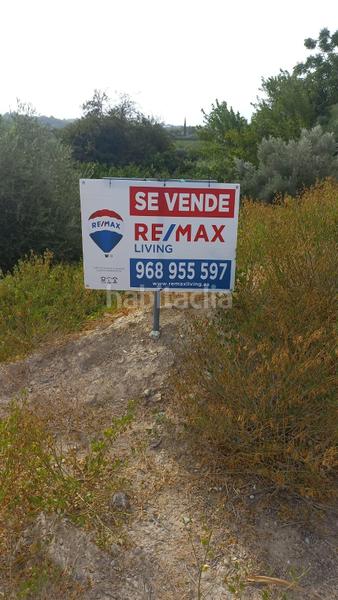 SE VENDE
RE/MAX
RE/MAX
LIVING
968 955 597
www.remaxliving.es
habitaclia